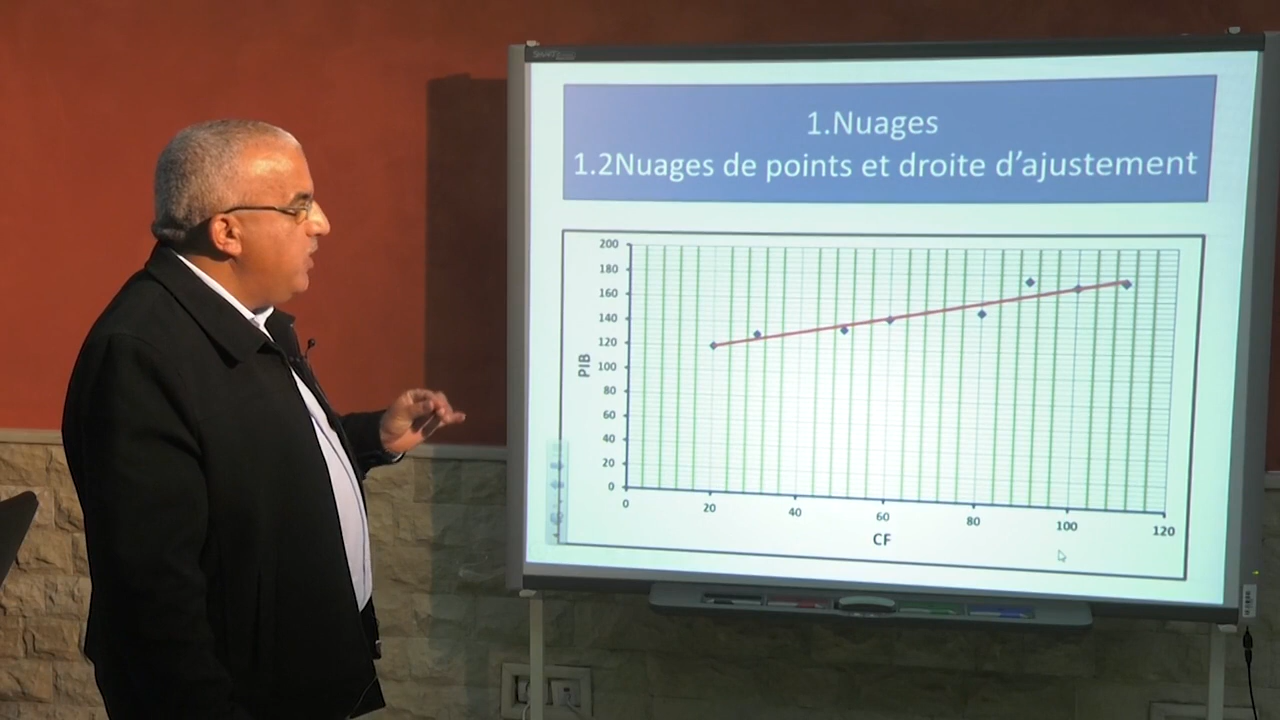 SMART
1.Nuages
1.2Nuages de points et droite d'ajustement
200
180
160
140
120
100
80
60
40
20
0
PIB
0 20 40 60 80 100 120
CF